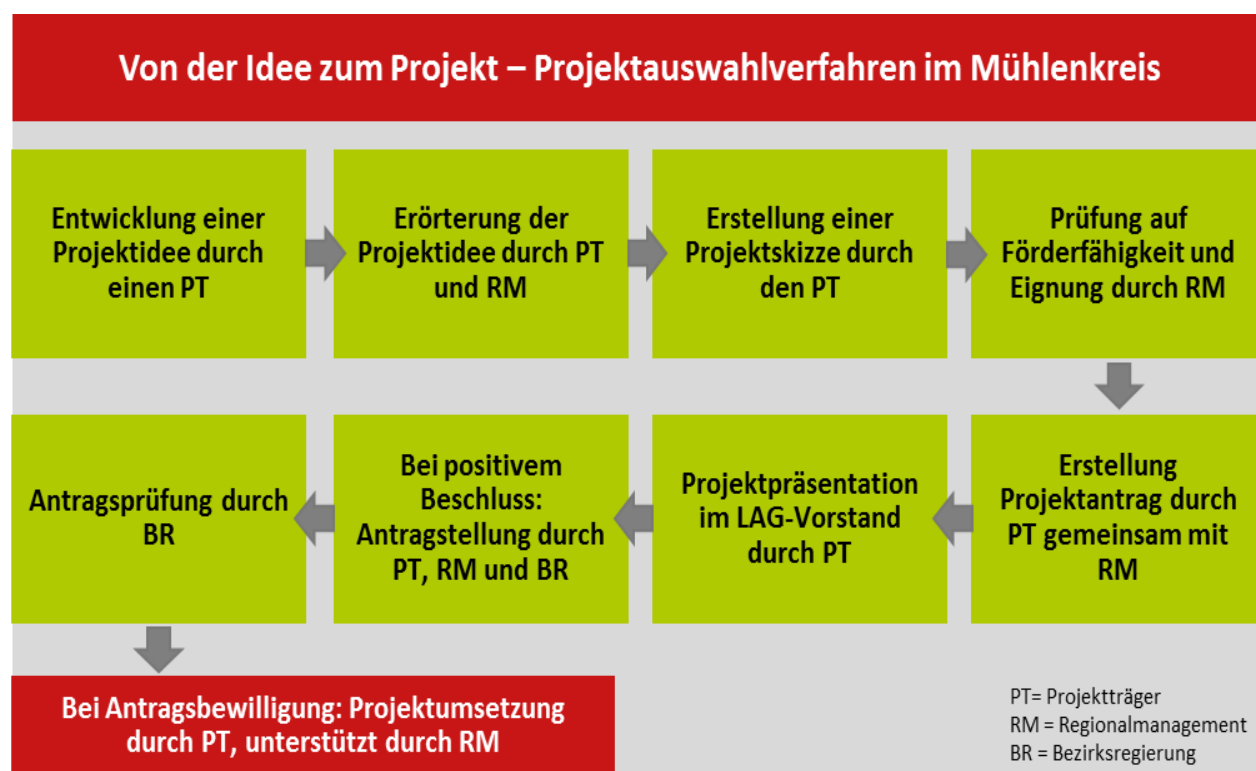 Von der Idee zum Projekt – Projektauswahlverfahren im Mühlenkreis
Entwicklung einer
Projektidee durch
einen PT
Erörterung der
Projektidee durch PT
und RM
Erstellung einer
Projektskizze durch
den PT
Prüfung auf
Förderfähigkeit und
Eignung durch RM
Erstellung
Projektantrag durch
PT gemeinsam mit
RM
Projektpräsentation
im LAG-Vorstand
durch PT
Bei positivem
Beschluss:
Antragstellung durch
PT, RM und BR
Antragsprüfung durch
BR
Bei Antragsbewilligung: Projektumsetzung
durch PT, unterstützt durch RM
PT= Projektträger
RM = Regionalmanagement
BR = Bezirksregierung